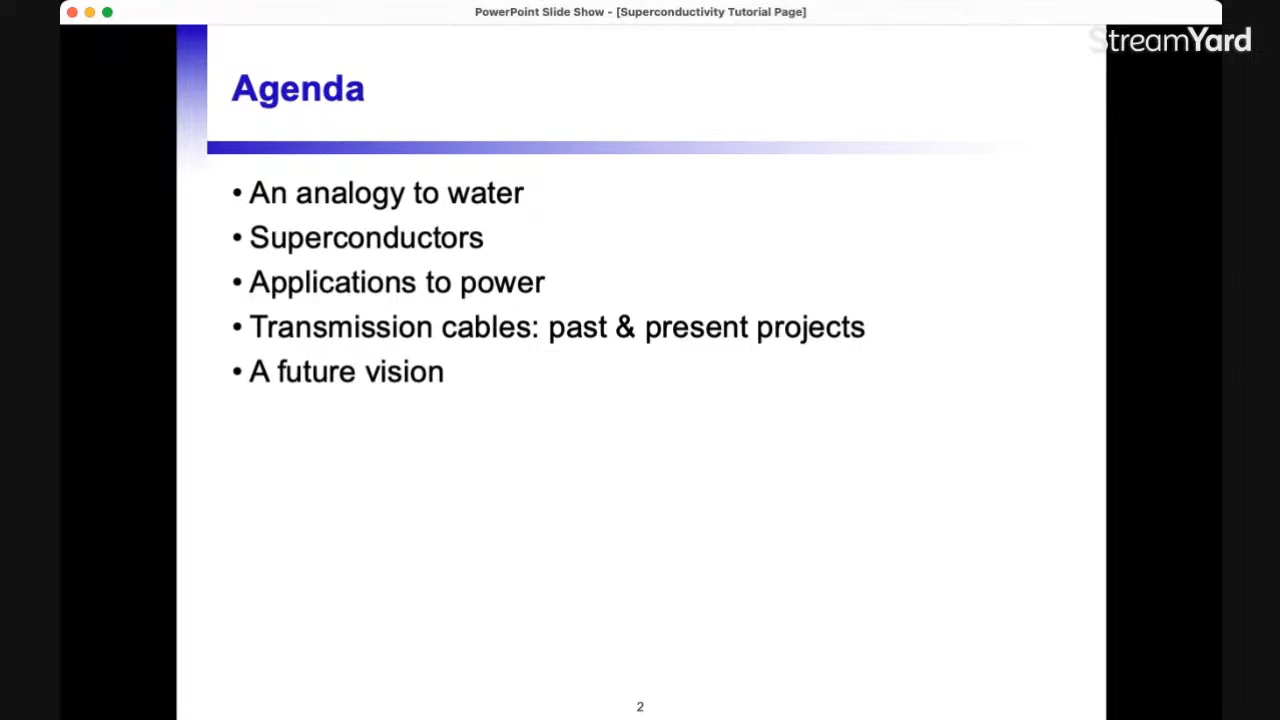 PowerPoint Slide Show - [Superconductivity Tutorial Page]
StreamYard
Agenda
• An analogy to water
• Superconductors
• Applications to power
• Transmission cables: past & present projects
• A future vision
2